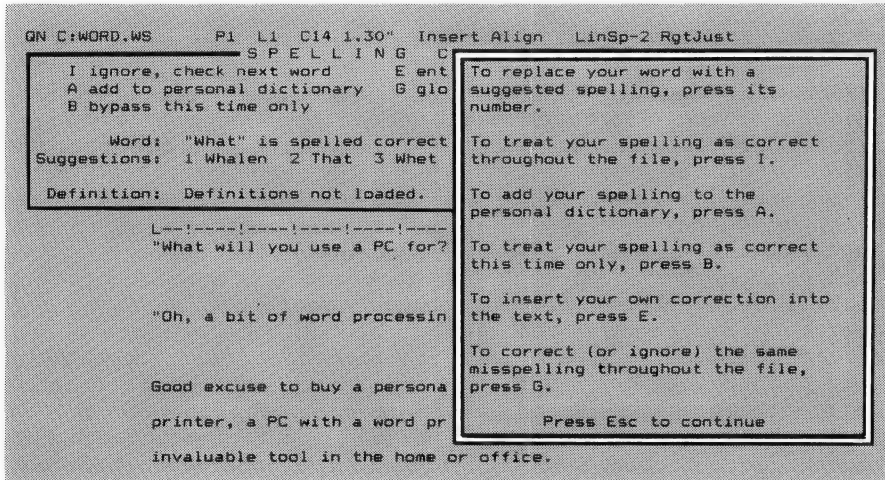 QN C:WORD.WS P1 L1 C14 1.30" Insert Align LinSp-2 RgtJust
S P E L L I N G C
I ignore, check next word E ent
A add to personal dictionary G glo
B bypass this time only
Word: "What" is spelled correct
Suggestions: 1 Whalen 2 That 3 Whet
Definition: Definitions not loaded.
To replace your word with a
suggested spelling, press its
number.
To treat your spelling as correct
throughout the file, press I.
To add your spelling to the
personal dictionary, press A.
To treat your spelling as correct
this time only, press B.
To insert your own correction into
the text, press E.
To correct (or ignore) the same
misspelling throughout the file,
press G.
Press Esc to continue
L--!----!----!----!----!----
"What will you use a PC for?
"Oh, a bit of word processin
Good excuse to buy a persona
printer, a PC with a word pr
invaluable tool in the home or office.